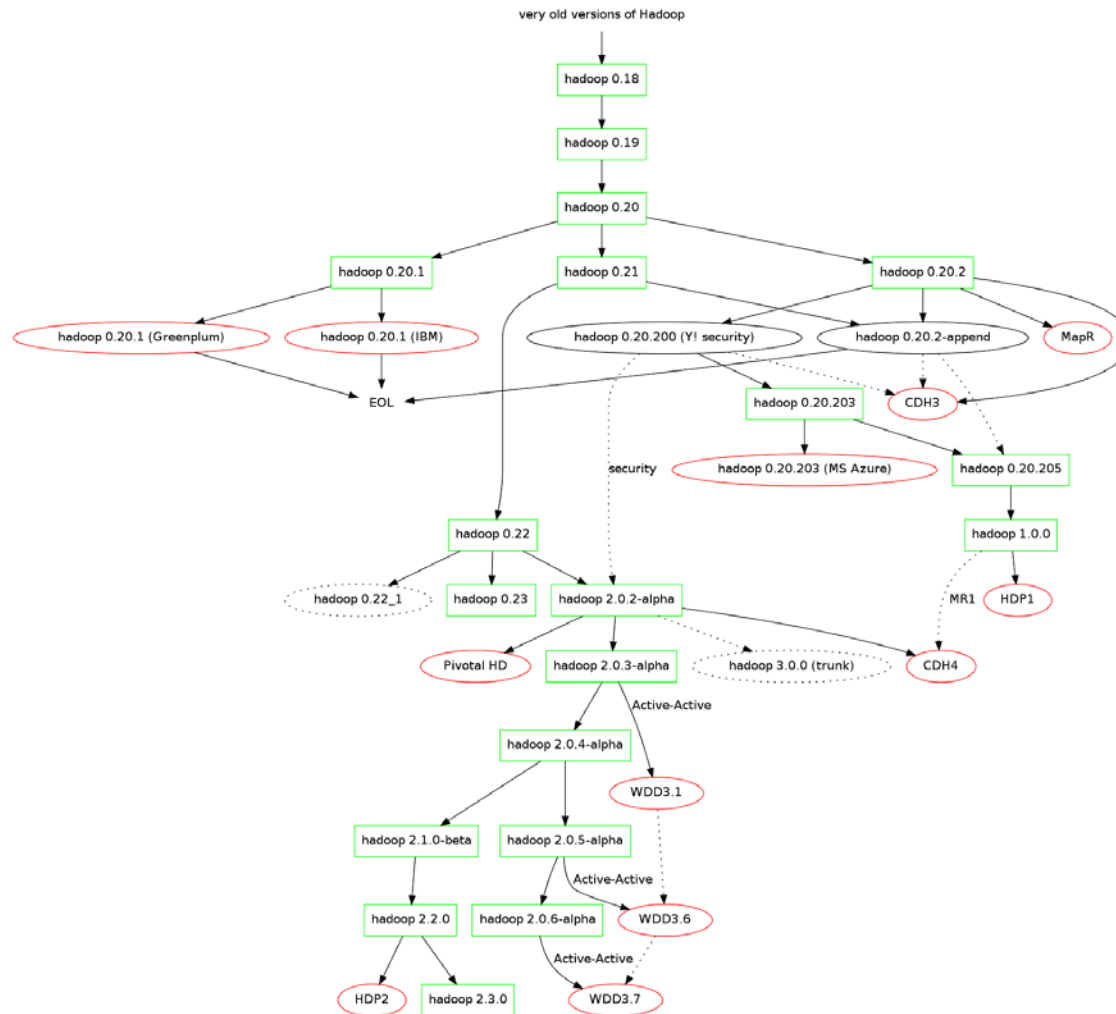 very old versions of Hadoop
hadoop 0.18
hadoop 0.19
hadoop 0.20
hadoop 0.20.1
hadoop 0.21
hadoop 0.20.2
hadoop 0.20.1 (Greenplum)
hadoop 0.20.1 (IBM)
hadoop 0.20.200 (Y! security)
hadoop 0.20.2-append
MapR
EOL
hadoop 0.20.203
CDH3
security
hadoop 0.20.203 (MS Azure)
hadoop 0.20.205
hadoop 0.22
hadoop 1.0.0
hadoop 0.22_1
hadoop 0.23
hadoop 2.0.2-alpha
MR1
HDP1
Pivotal HD
hadoop 2.0.3-alpha
hadoop 3.0.0 (trunk)
CDH4
Active-Active
hadoop 2.0.4-alpha
WDD3.1
hadoop 2.1.0-beta
hadoop 2.0.5-alpha
Active-Active
hadoop 2.2.0
hadoop 2.0.6-alpha
WDD3.6
Active-Active
HDP2
hadoop 2.3.0
WDD3.7